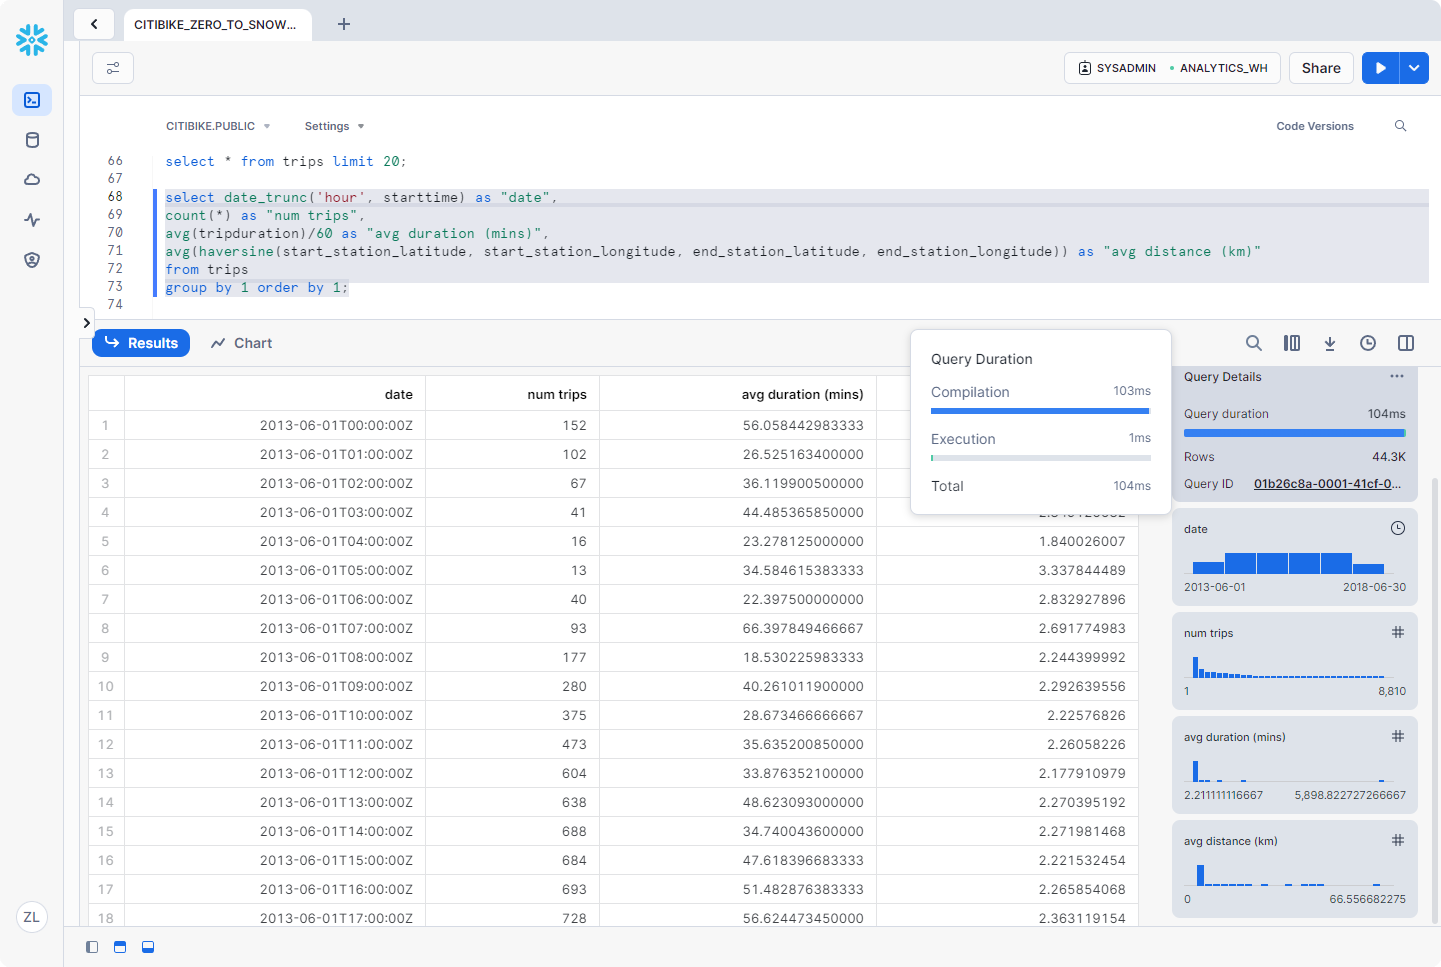 CITIBIKE_ZERO_TO_SNOW...
SYSADMIN
ANALYTICS_WH
Share
CITIBIKE.PUBLIC
Settings
Code Versions
66 select * from trips limit 20;
67
68 select date_trunc('hour', starttime) as "date",
69 count(*) as "num trips",
70 avg(tripduration)/60 as "avg duration (mins)",
71 avg(haversine(start_station_latitude, start_station_longitude, end_station_latitude, end_station_longitude)) as "avg distance (km)"
72 from trips
73 group by 1 order by 1;
74
Results
Chart
date num trips avg duration (mins)
1 2013-06-01T00:00:00Z 152 56.058442983333
2 2013-06-01T01:00:00Z 102 26.525163400000
3 2013-06-01T02:00:00Z 67 36.119900500000
4 2013-06-01T03:00:00Z 41 44.485365850000
5 2013-06-01T04:00:00Z 16 23.278125000000 1.840026007
6 2013-06-01T05:00:00Z 13 34.584615383333 3.337844489
7 2013-06-01T06:00:00Z 40 22.397500000000 2.832927896
8 2013-06-01T07:00:00Z 93 66.397849466667 2.691774983
9 2013-06-01T08:00:00Z 177 18.530225983333 2.244399992
10 2013-06-01T09:00:00Z 280 40.261011900000 2.292639556
11 2013-06-01T10:00:00Z 375 28.673466666667 2.22576826
12 2013-06-01T11:00:00Z 473 35.635200850000 2.26058226
13 2013-06-01T12:00:00Z 604 33.876352100000 2.177910979
14 2013-06-01T13:00:00Z 638 48.623093000000 2.270395192
15 2013-06-01T14:00:00Z 688 34.740043600000 2.271981468
16 2013-06-01T15:00:00Z 684 47.618396683333 2.221532454
17 2013-06-01T16:00:00Z 693 51.482876383333 2.265854068
18 2013-06-01T17:00:00Z 728 56.624473450000 2.363119154
Query Duration
Compilation 103ms
Execution 1ms
Total 104ms
Query Details
Query duration 104ms
Rows 44.3K
Query ID 01b26c8a-0001-41cf-0...
date
2013-06-01 2018-06-30
num trips
1 8,810
avg duration (mins)
2.211111116667 5,898.822727266667
avg distance (km)
0 66.556682275
ZL